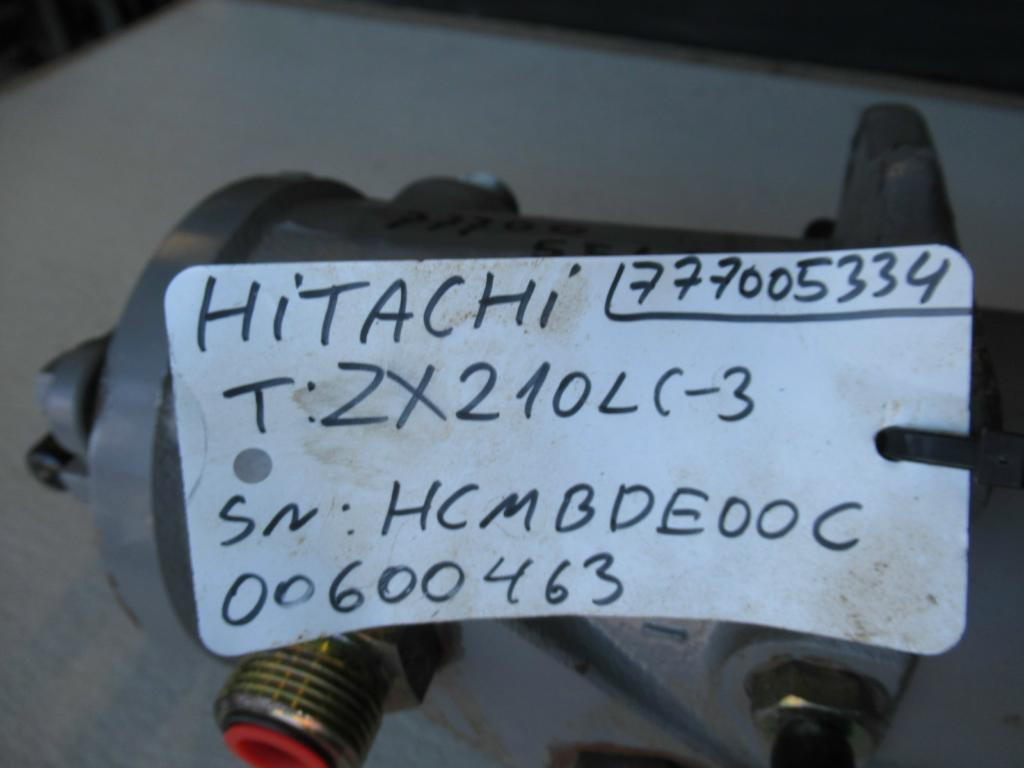 HiTACHi 777005334
T: ZX210LC-3
SN: HCMBDE00C
00600463